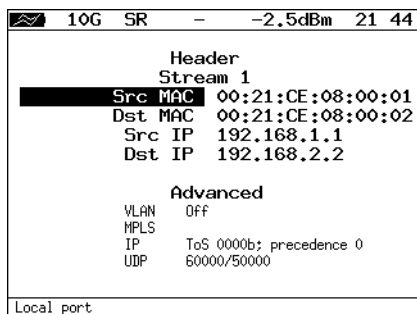 10G SR - -2.5dBm 21 44
Header
Stream 1
Src MAC 00:21:CE:08:00:01
Dst MAC 00:21:CE:08:00:02
Src IP 192.168.1.1
Dst IP 192.168.2.2
Advanced
VLAN Off
MPLS
IP ToS 0000b; precedence 0
UDP 60000/50000
Local port